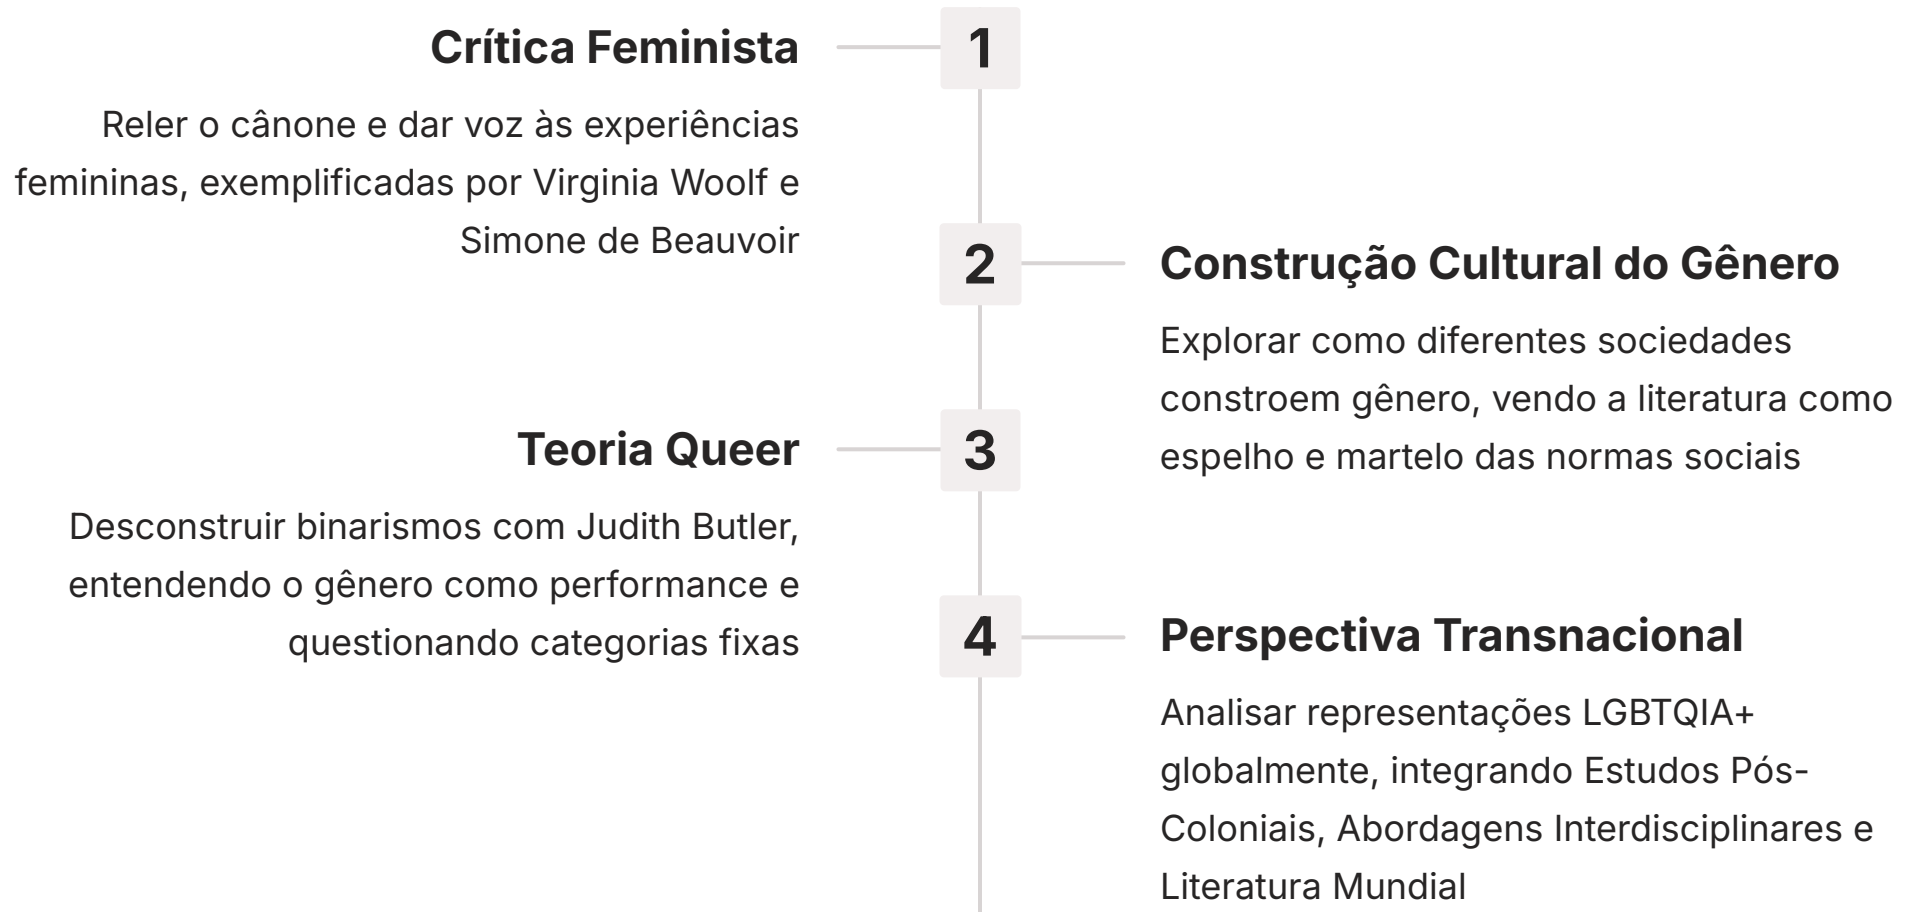 Crítica Feminista
1
Reler o cânone e dar voz às experiências
femininas, exemplificadas por Virginia Woolf e
Simone de Beauvoir
2
Construção Cultural do Gênero
Explorar como diferentes sociedades
constroem gênero, vendo a literatura como
espelho e martelo das normas sociais
Teoria Queer
3
Desconstruir binarismos com Judith Butler,
entendendo o gênero como performance e
questionando categorias fixas
4
Perspectiva Transnacional
Analisar representações LGBTQIA+
globalmente, integrando Estudos Pós-
Coloniais, Abordagens Interdisciplinares e
Literatura Mundial